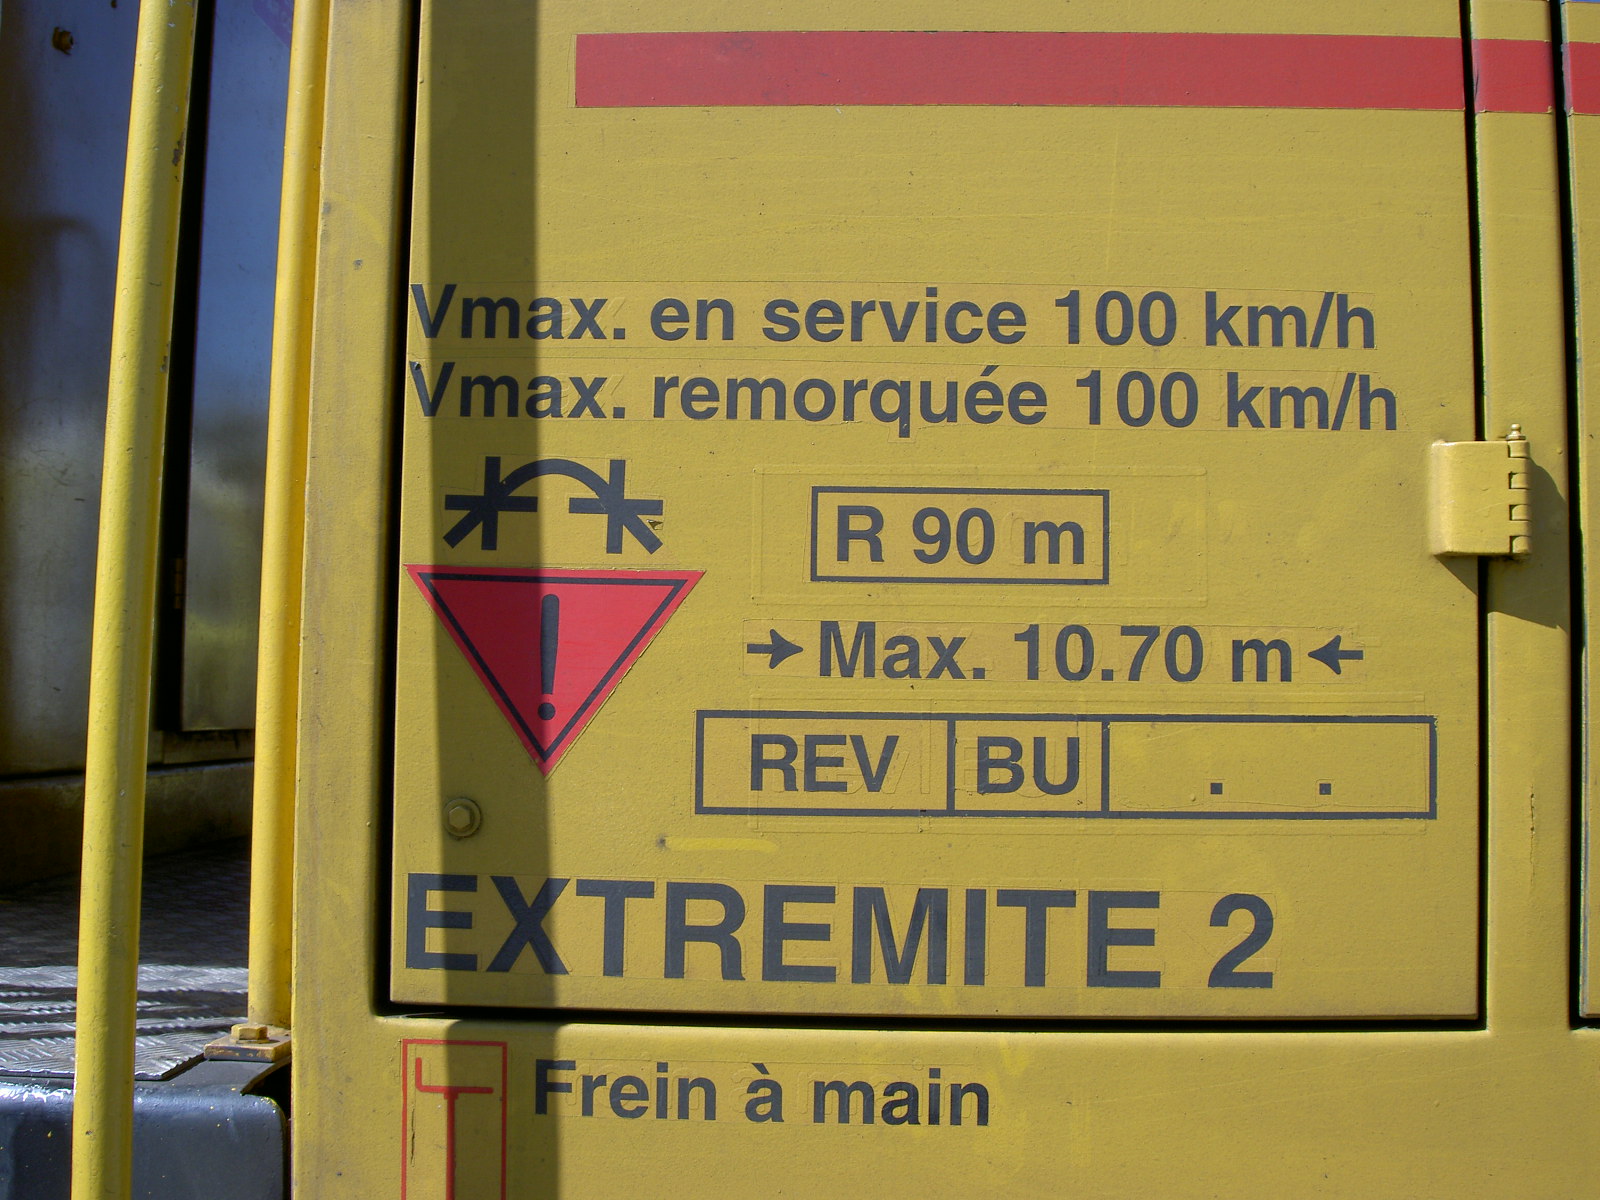 Vmax. en service 100 km/h
Vmax. remorquée 100 km/h
R 90 m
!
→Max. 10.70 m←
REV BU . .
EXTREMITE 2
Frein à main